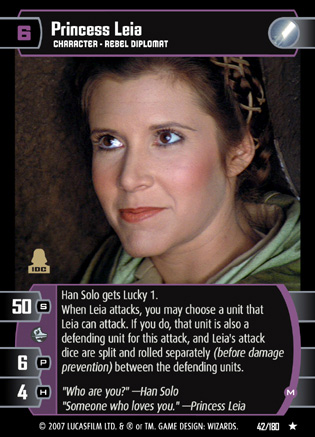 6
Princess Leia
CHARACTER • REBEL DIPLOMAT
IDC
50 S
6 P
4 H
Han Solo gets Lucky 1.
When Leia attacks, you may choose a unit that
Leia can attack. If you do, that unit is also a
defending unit for this attack, and Leia's attack
dice are split and rolled separately (before damage
prevention) between the defending units.
"Who are you?" —Han Solo
"Someone who loves you." —Princess Leia
M
© 2007 LUCASFILM LTD. & ® or TM. GAME DESIGN: WIZARDS. 42/180 ★